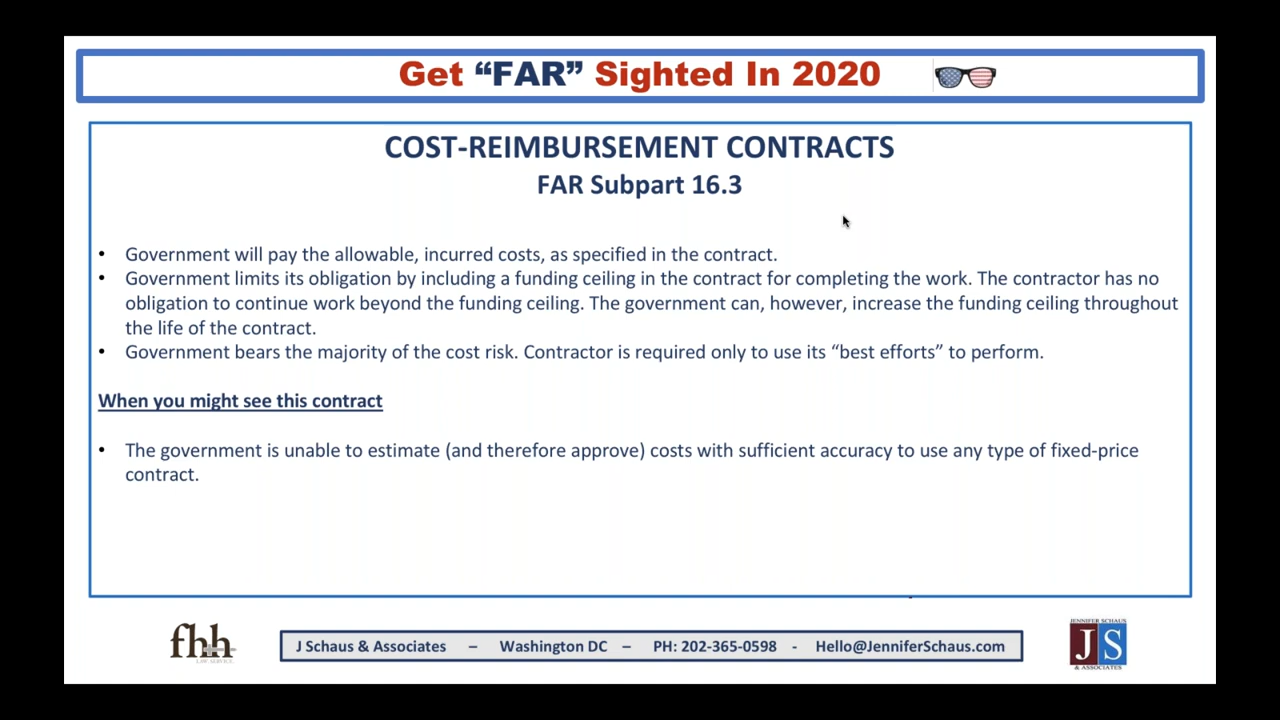 Get “FAR” Sighted In 2020
COST-REIMBURSEMENT CONTRACTS
FAR Subpart 16.3
• Government will pay the allowable, incurred costs, as specified in the contract.
• Government limits its obligation by including a funding ceiling in the contract for completing the work. The contractor has no
obligation to continue work beyond the funding ceiling. The government can, however, increase the funding ceiling throughout
the life of the contract.
• Government bears the majority of the cost risk. Contractor is required only to use its “best efforts” to perform.
When you might see this contract
• The government is unable to estimate (and therefore approve) costs with sufficient accuracy to use any type of fixed-price
contract.
fhh
LAW SERVICE
J Schaus & Associates – Washington DC – PH: 202-365-0598 - Hello@JenniferSchaus.com
JENNIFER SCHAUS
JS
& ASSOCIATES